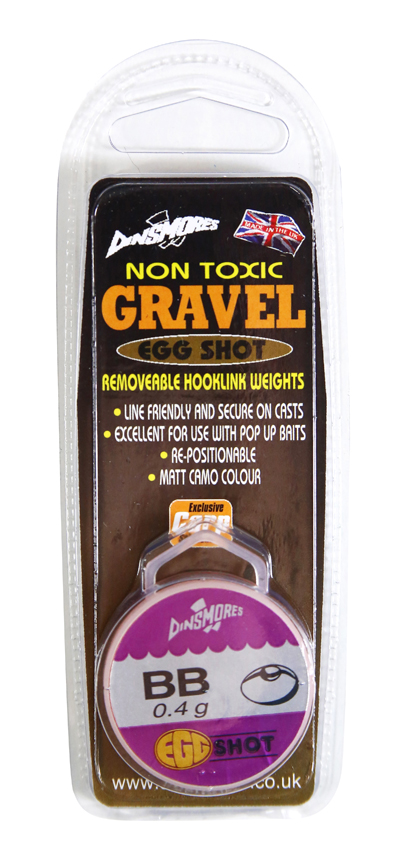 DINSMORES
MADE IN THE UK
NON TOXIC
GRAVEL
EGG SHOT
REMOVEABLE HOOKLINK WEIGHTS
• LINE FRIENDLY AND SECURE ON CASTS
• EXCELLENT FOR USE WITH POP UP BAITS
• RE-POSITIONABLE
• MATT CAMO COLOUR
Exclusive
DINSMORES
BB
0.4 g
EGG SHOT
www. .co.uk